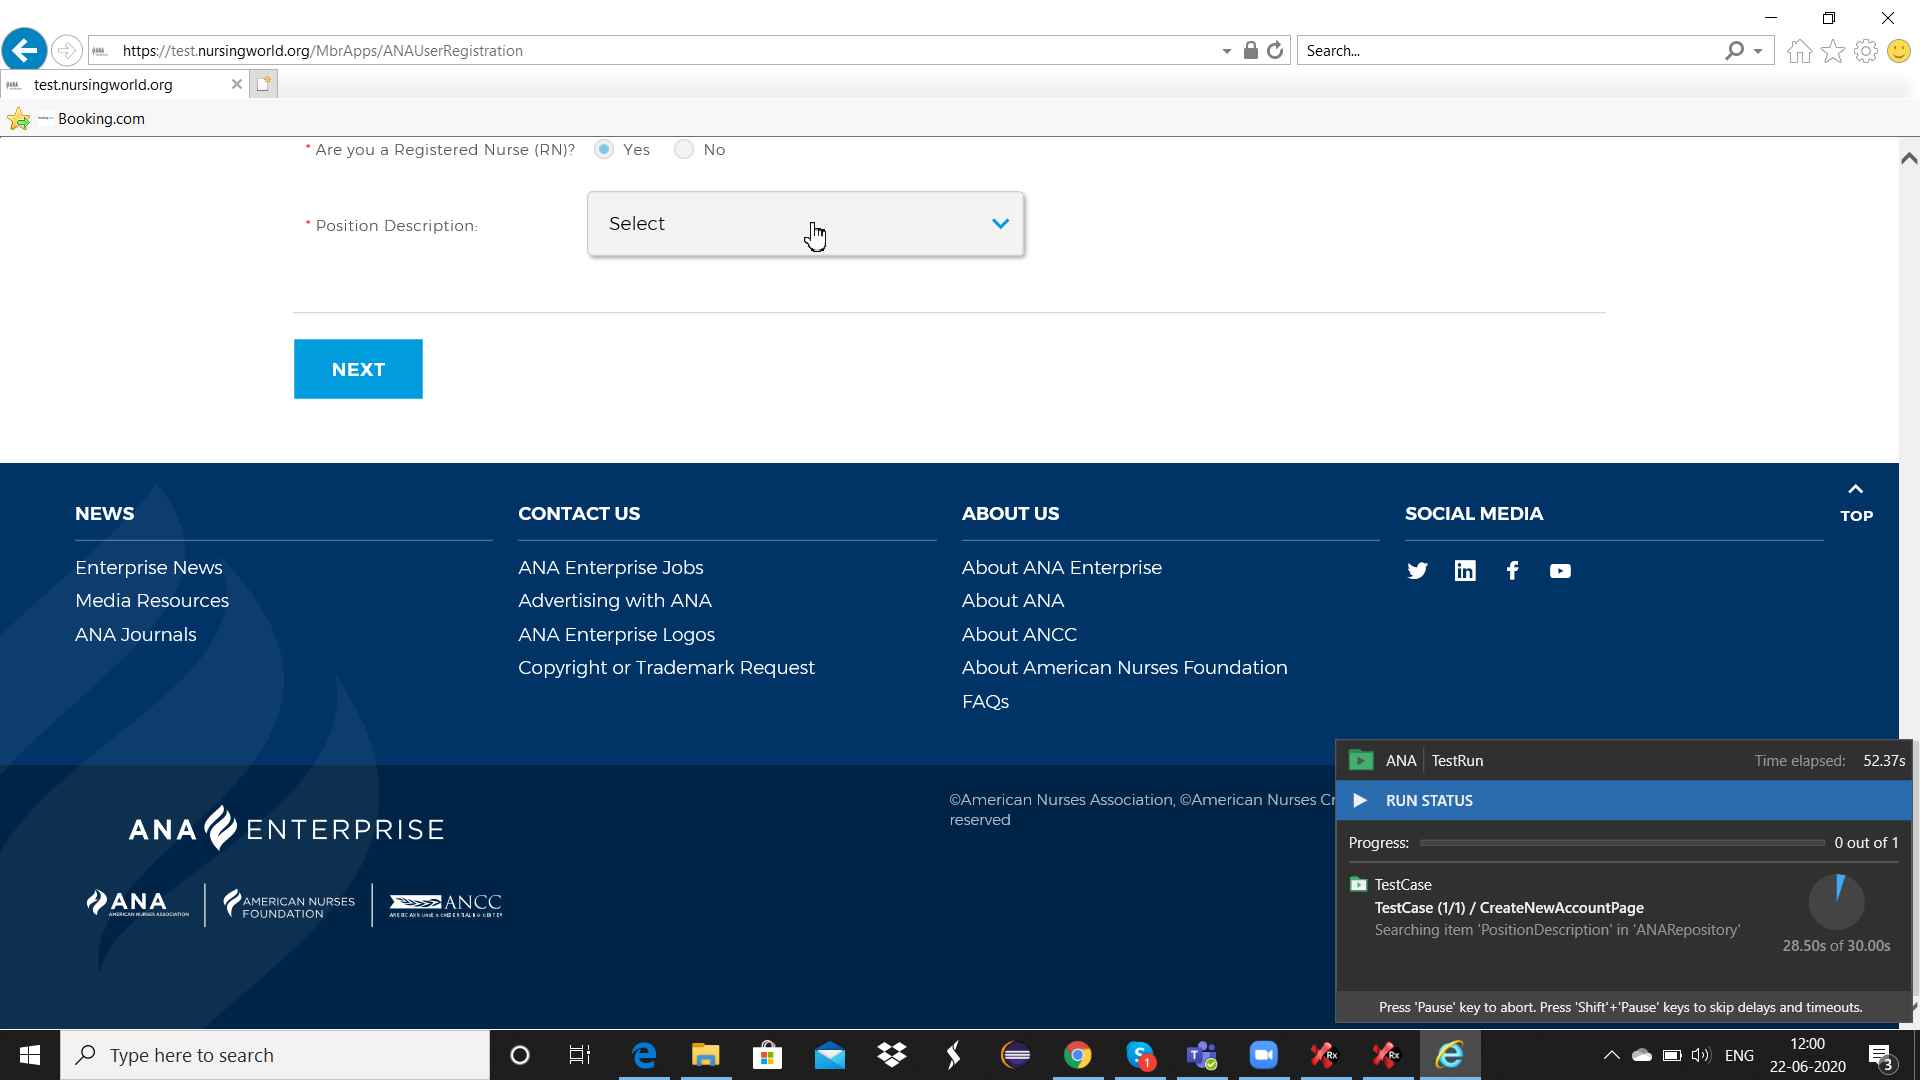 https://test.nursingworld.org/MbrApps/ANAUserRegistration
Search...
test.nursingworld.org
Booking.com
* Are you a Registered Nurse (RN)? Yes No
* Position Description:
Select
NEXT
NEWS
Enterprise News
Media Resources
ANA Journals
CONTACT US
ANA Enterprise Jobs
Advertising with ANA
ANA Enterprise Logos
Copyright or Trademark Request
ABOUT US
About ANA Enterprise
About ANA
About ANCC
About American Nurses Foundation
FAQs
SOCIAL MEDIA
TOP
ANA ENTERPRISE
ANA
AMERICAN NURSES ASSOCIATION
AMERICAN NURSES
FOUNDATION
ANCC
©American Nurses Association, ©American Nurses
reserved
ANA TestRun
Time elapsed: 52.37s
RUN STATUS
Progress: 0 out of 1
TestCase
TestCase (1/1) / CreateNewAccountPage
Searching item 'PositionDescription' in 'ANARepository'
28.50s of 30.00s
Press 'Pause' key to abort. Press 'Shift'+'Pause' keys to skip delays and timeouts.
Type here to search
1
Rx
Rx
ENG
12:00
22-06-2020
3